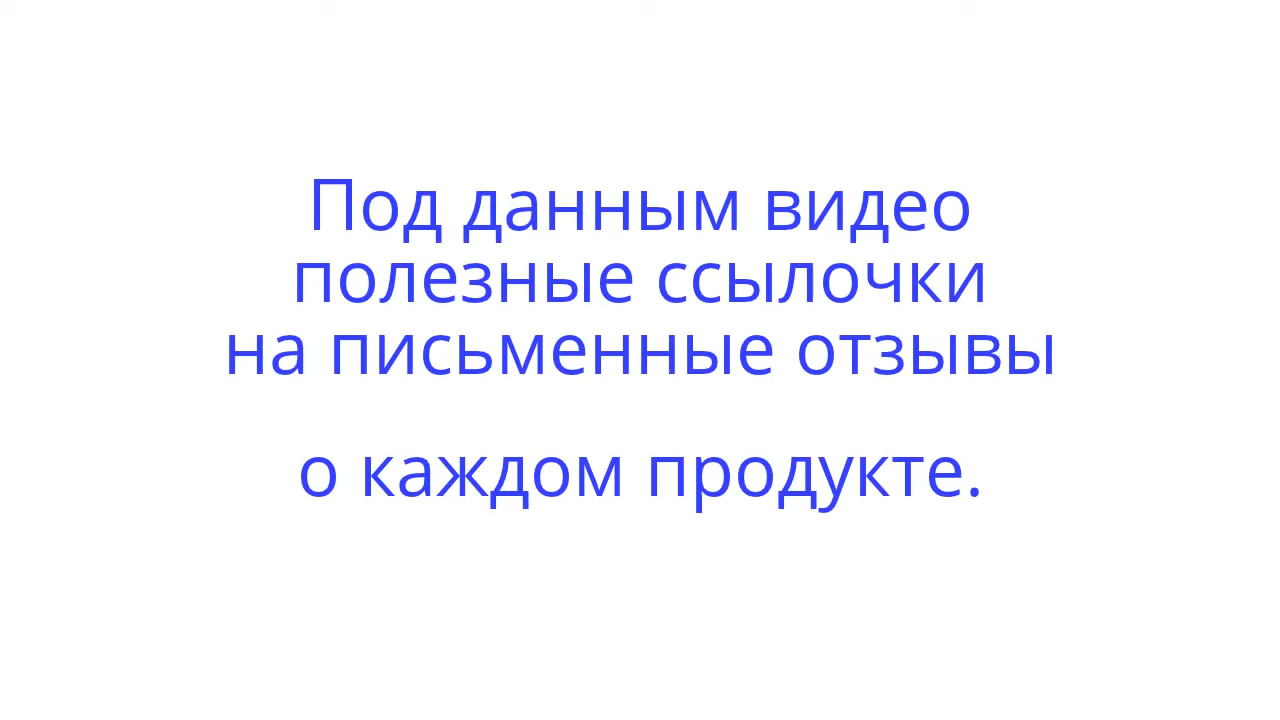 Под данным видео
полезные ссылочки
на письменные отзывы
о каждом продукте.